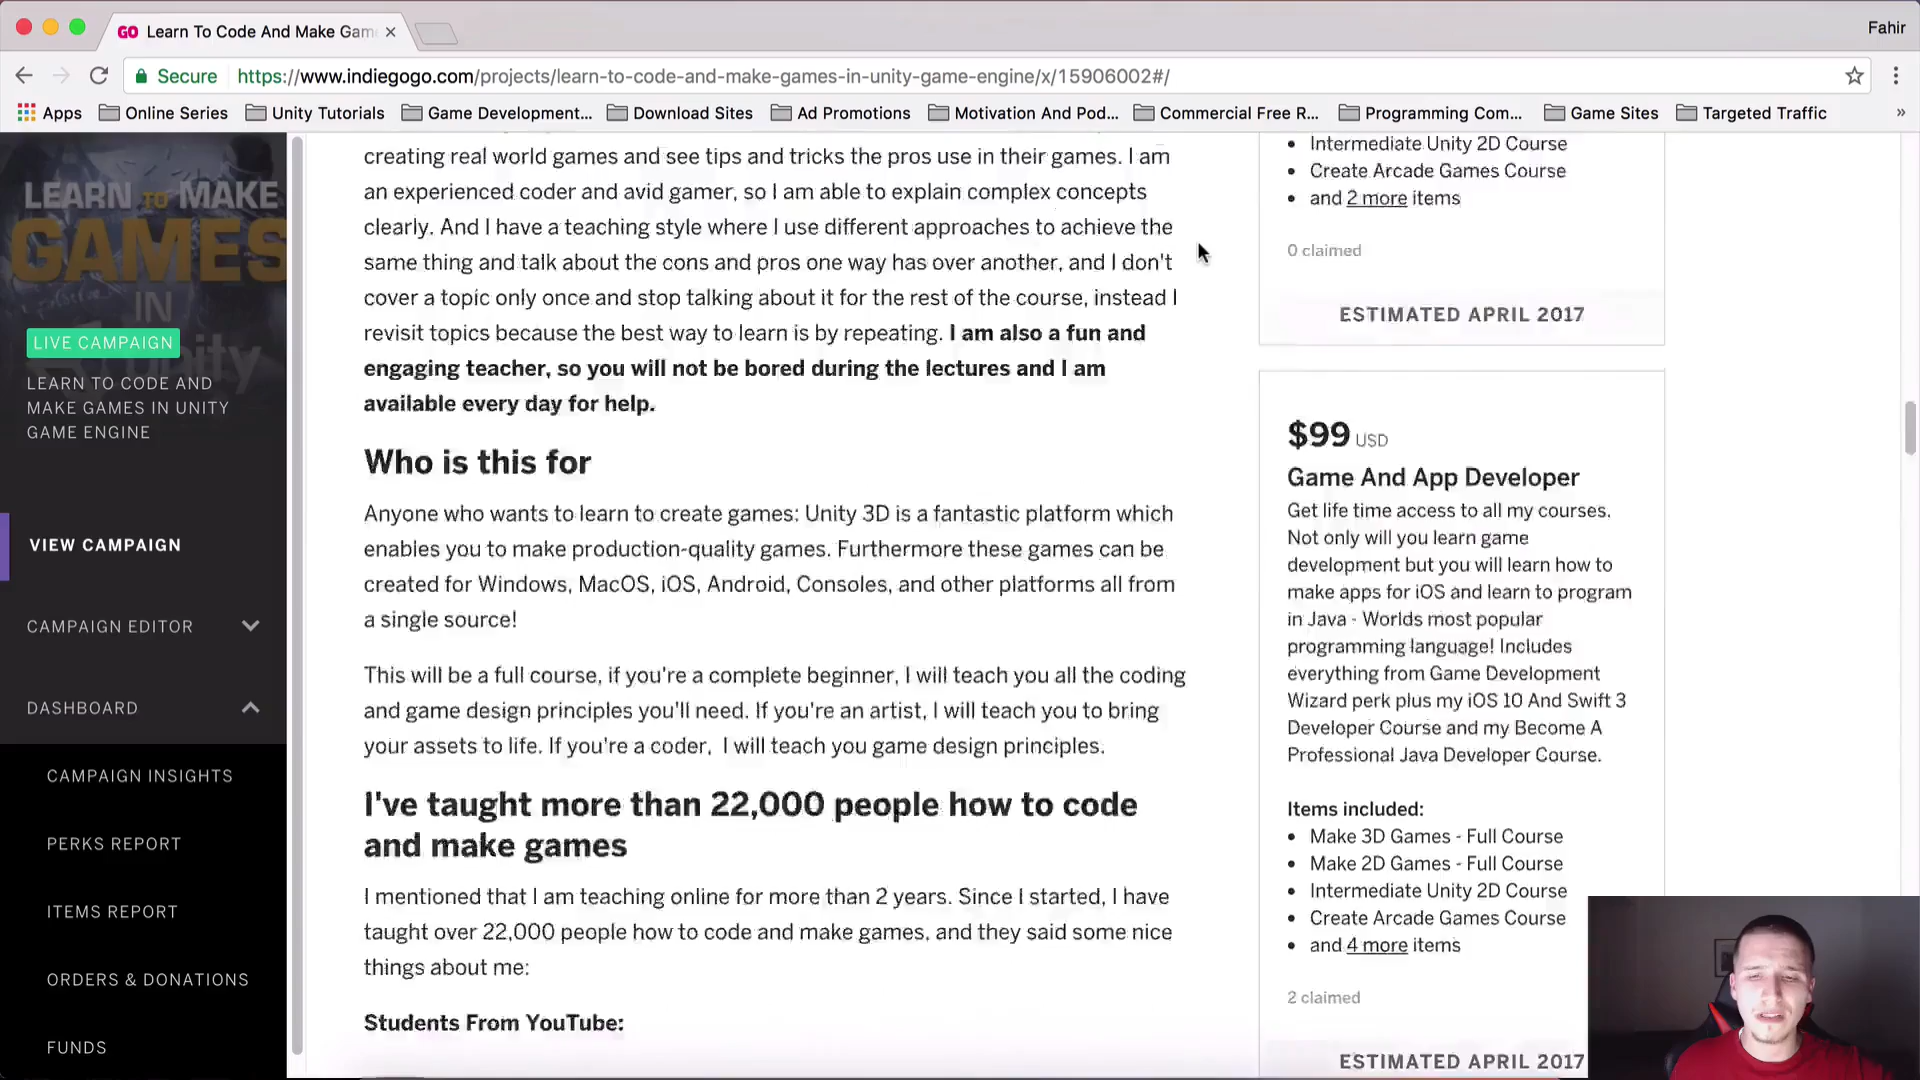 GO Learn To Code And Make Gam
Fahir
Secure https://www.indiegogo.com/projects/learn-to-code-and-make-games-in-unity-game-engine/x/15906002#/
Apps Online Series Unity Tutorials Game Development... Download Sites Ad Promotions Motivation And Pod... Commercial Free R... Programming Com... Game Sites Targeted Traffic »
LEARN TO MAKE
GAMES
IN
unity
LIVE CAMPAIGN
LEARN TO CODE AND
MAKE GAMES IN UNITY
GAME ENGINE
VIEW CAMPAIGN
CAMPAIGN EDITOR
DASHBOARD
CAMPAIGN INSIGHTS
PERKS REPORT
ITEMS REPORT
ORDERS & DONATIONS
FUNDS
creating real world games and see tips and tricks the pros use in their games. I am
an experienced coder and avid gamer, so I am able to explain complex concepts
clearly. And I have a teaching style where I use different approaches to achieve the
same thing and talk about the cons and pros one way has over another, and I don't
cover a topic only once and stop talking about it for the rest of the course, instead I
revisit topics because the best way to learn is by repeating. I am also a fun and
engaging teacher, so you will not be bored during the lectures and I am
available every day for help.
Who is this for
Anyone who wants to learn to create games: Unity 3D is a fantastic platform which
enables you to make production-quality games. Furthermore these games can be
created for Windows, MacOS, iOS, Android, Consoles, and other platforms all from
a single source!
This will be a full course, if you're a complete beginner, I will teach you all the coding
and game design principles you'll need. If you're an artist, I will teach you to bring
your assets to life. If you're a coder, I will teach you game design principles.
I've taught more than 22,000 people how to code
and make games
I mentioned that I am teaching online for more than 2 years. Since I started, I have
taught over 22,000 people how to code and make games, and they said some nice
things about me:
Students From YouTube:
• Intermediate Unity 2D Course
• Create Arcade Games Course
• and 2 more items
0 claimed
ESTIMATED APRIL 2017
$99 USD
Game And App Developer
Get life time access to all my courses.
Not only will you learn game
development but you will learn how to
make apps for iOS and learn to program
in Java - Worlds most popular
programming language! Includes
everything from Game Development
Wizard perk plus my iOS 10 And Swift 3
Developer Course and my Become A
Professional Java Developer Course.
Items included:
• Make 3D Games - Full Course
• Make 2D Games - Full Course
• Intermediate Unity 2D Course
• Create Arcade Games Course
• and 4 more items
2 claimed
ESTIMATED APRIL 2017